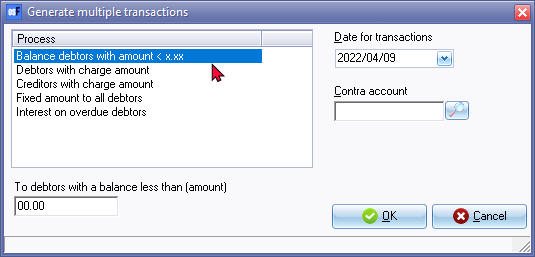 Generate multiple transactions
Process
Balance debtors with amount < x.xx
Debtors with charge amount
Creditors with charge amount
Fixed amount to all debtors
Interest on overdue debtors
Date for transactions
2022/04/09
Contra account
To debtors with a balance less than (amount)
00.00
OK
Cancel